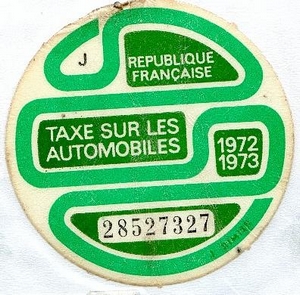 J
REPUBLIQUE
FRANÇAISE
TAXE SUR LES
AUTOMOBILES
1972
1973
28527327